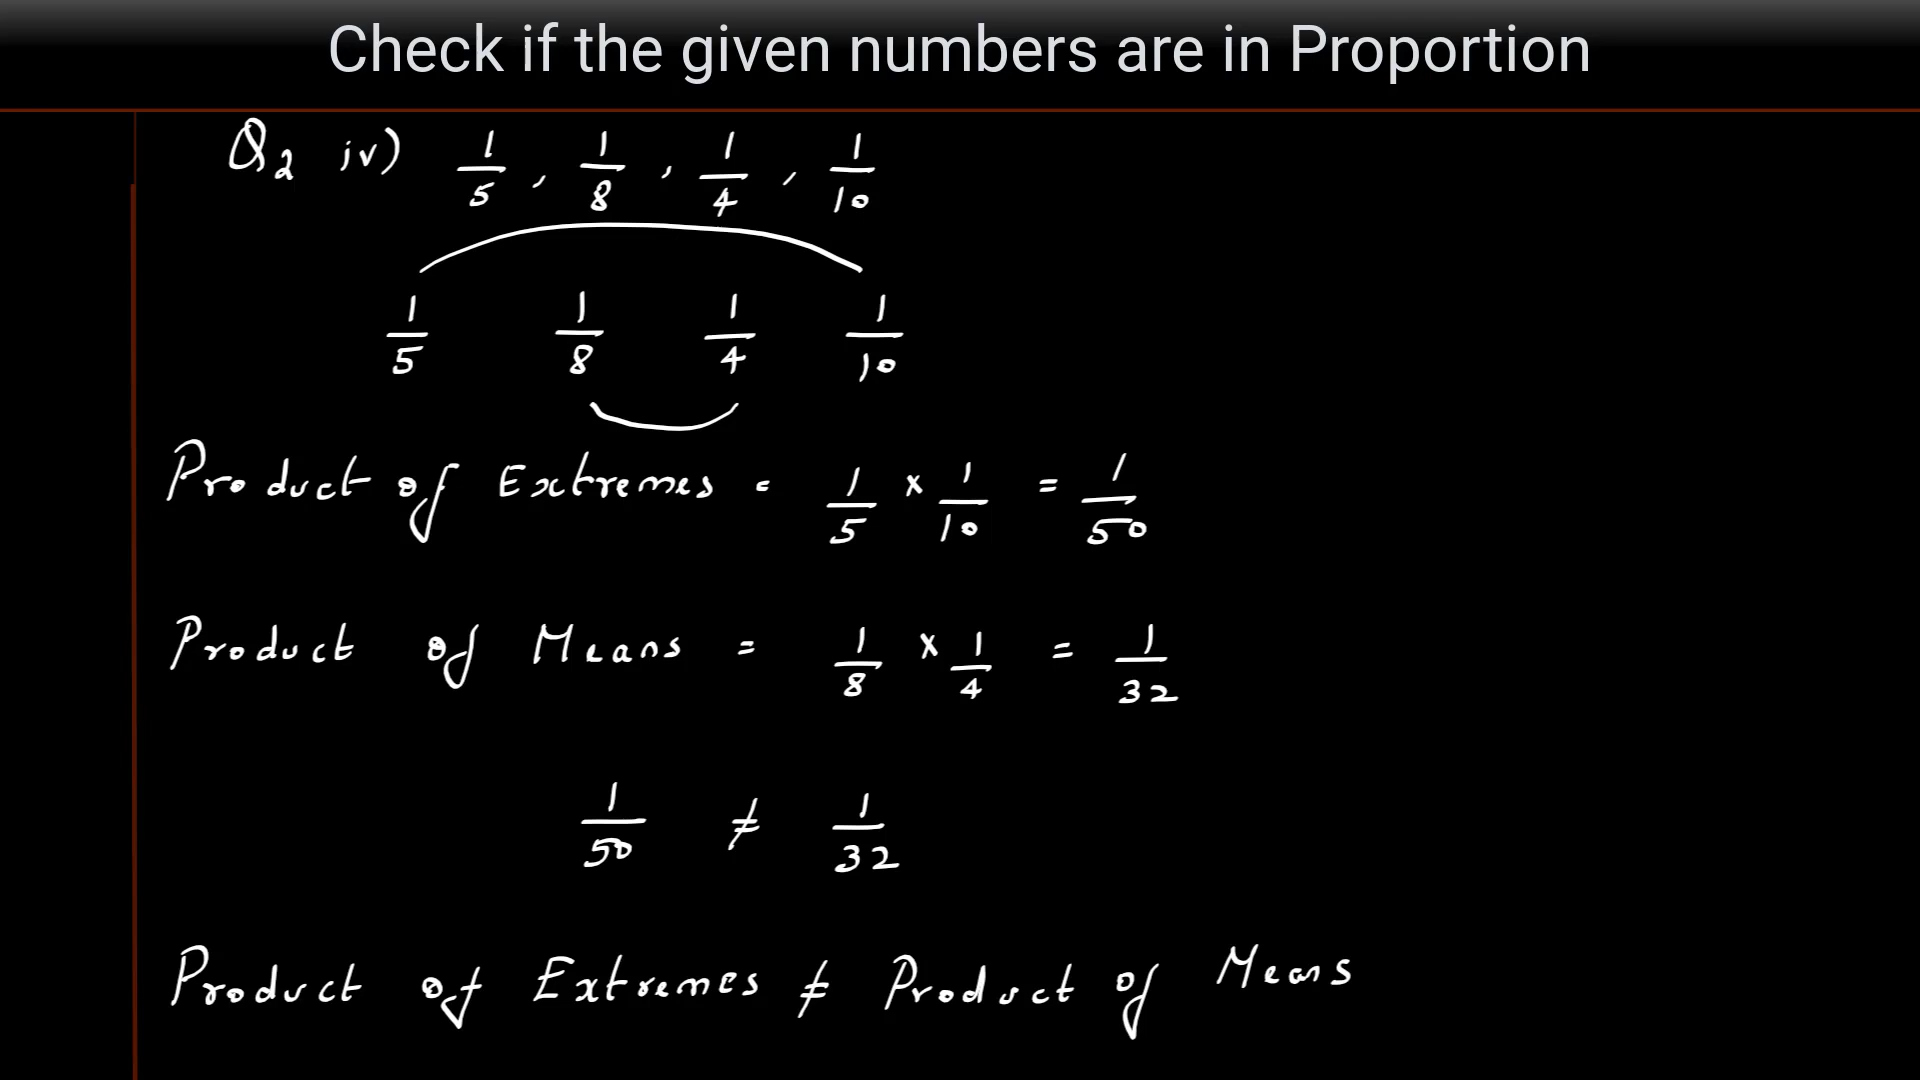 Check if the given numbers are in Proportion
Q2 iv) 1/5 , 1/8 , 1/4 , 1/10
1/5 1/8 1/4 1/10
Product of Extremes = 1/5 × 1/10 = 1/50
Product of Means = 1/8 × 1/4 = 1/32
1/50 ≠ 1/32
Product of Extremes ≠ Product of Means